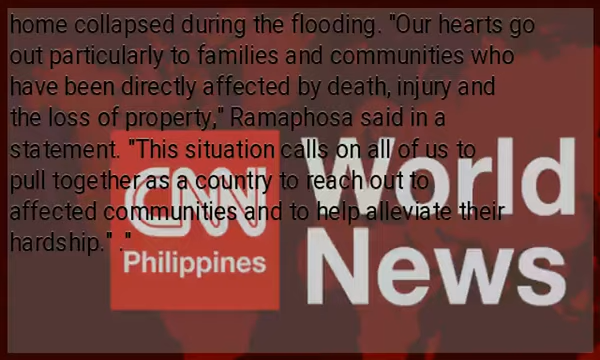 home collapsed during the flooding. "Our hearts go
out particularly to families and communities who
have been directly affected by death, injury and
the loss of property," Ramaphosa said in a
statement. "This situation calls on all of us to
pull together as a country to reach out to
affected communities and to help alleviate their
hardship." ."
CNN
Philippines
World
News